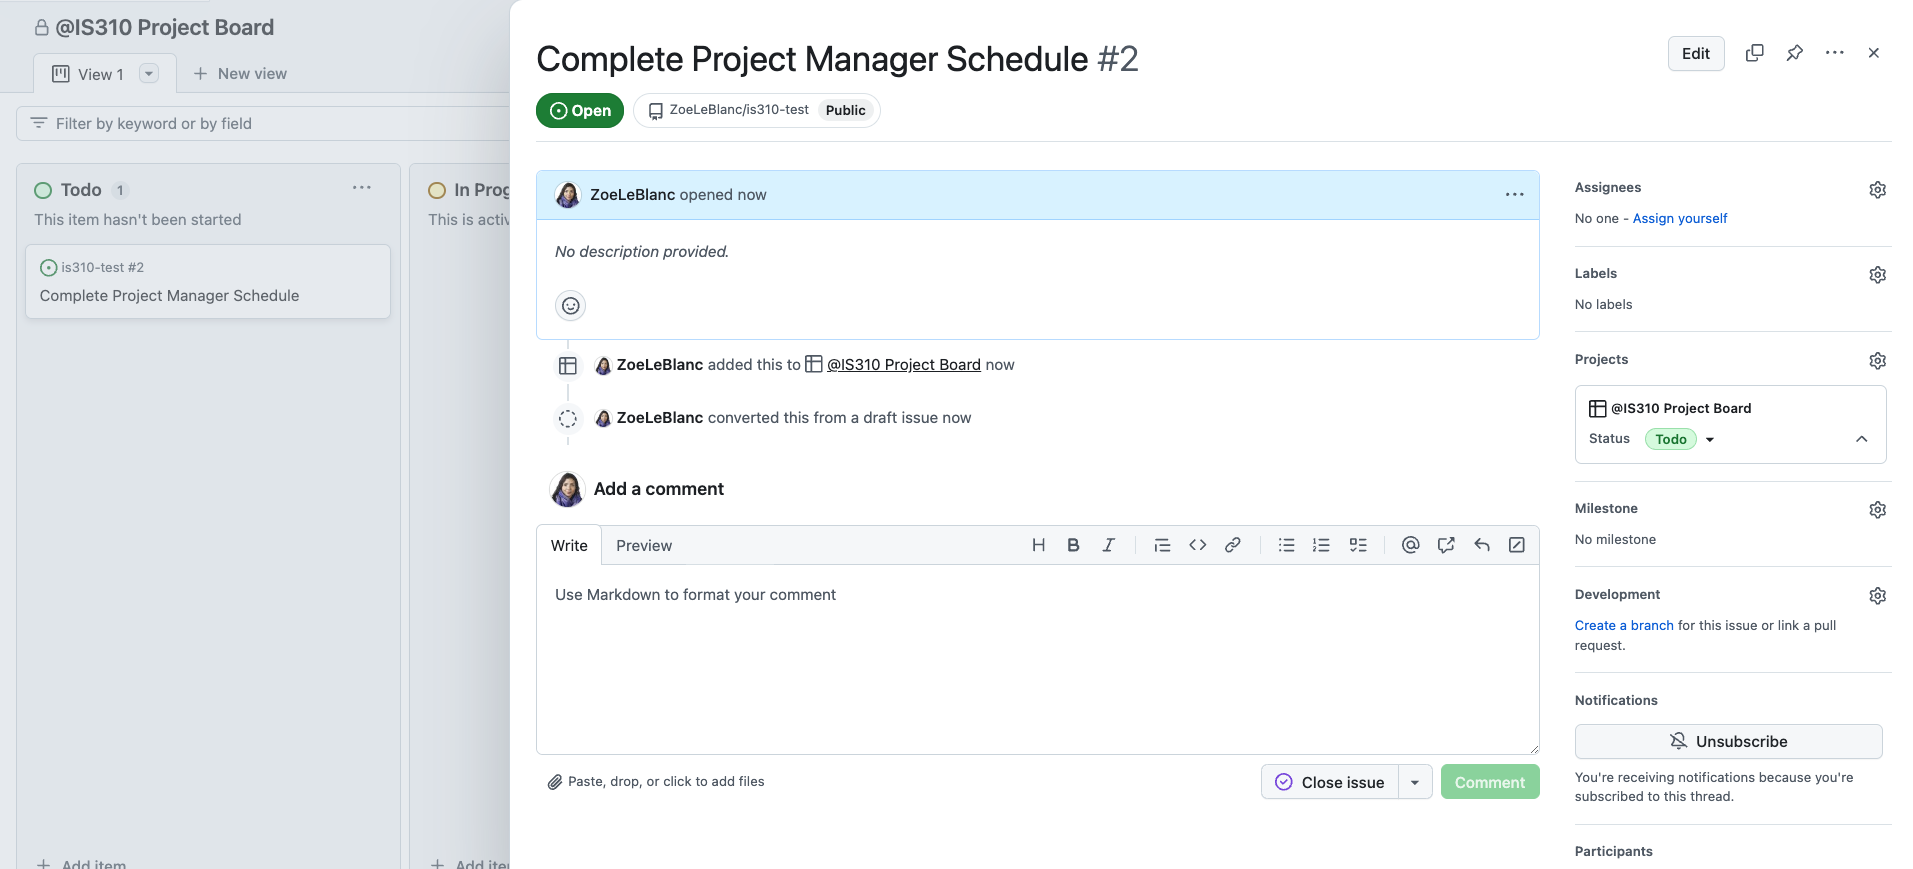 @IS310 Project Board
View 1
New view
Filter by keyword or by field
Todo 1
This item hasn't been started
is310-test #2
Complete Project Manager Schedule
Add item
In Prog
This is activ
Add ite
Complete Project Manager Schedule #2
Edit
Open
ZoeLeBlanc/is310-test Public
ZoeLeBlanc opened now
No description provided.
ZoeLeBlanc added this to @IS310 Project Board now
ZoeLeBlanc converted this from a draft issue now
Add a comment
Write Preview
Use Markdown to format your comment
Paste, drop, or click to add files
Close issue
Comment
Assignees
No one - Assign yourself
Labels
No labels
Projects
@IS310 Project Board
Status Todo
Milestone
No milestone
Development
Create a branch for this issue or link a pull
request.
Notifications
Unsubscribe
You're receiving notifications because you're
subscribed to this thread.
Participants